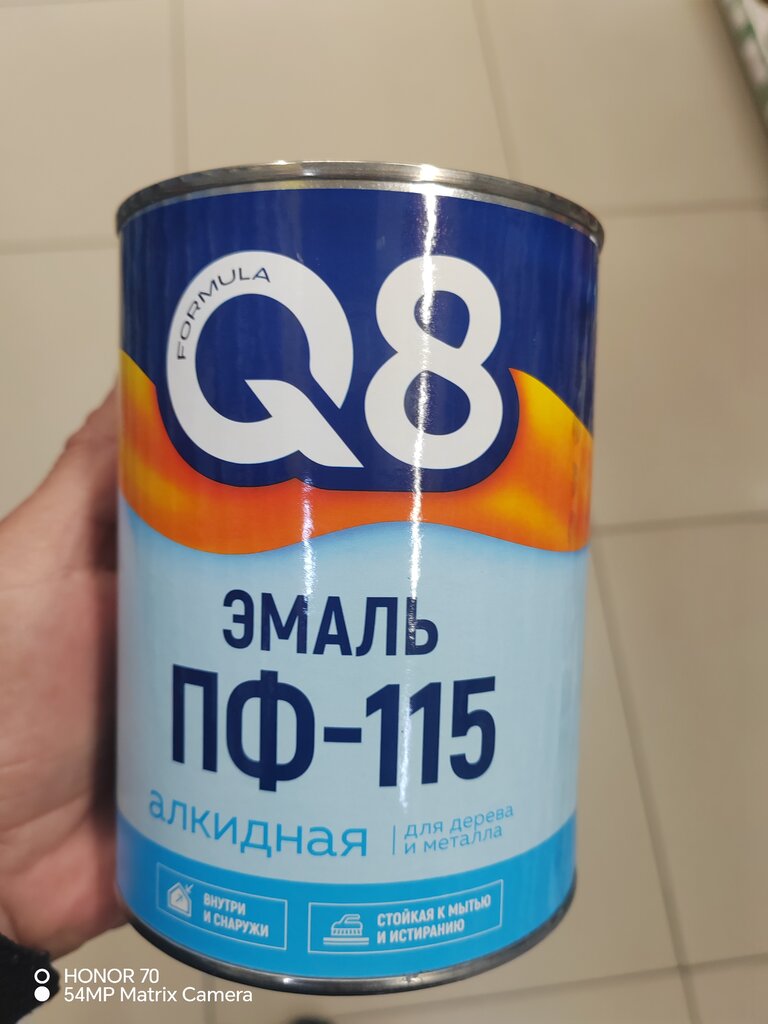 FORMULA
Q8
ЭМАЛЬ
ПФ-115
алкидная
для дерева
и металла
ВНУТРИ
И СНАРУЖИ
СТОЙКАЯ К МЫТЬЮ
И ИСТИРАНИЮ
HONOR 70
54MP Matrix Camera